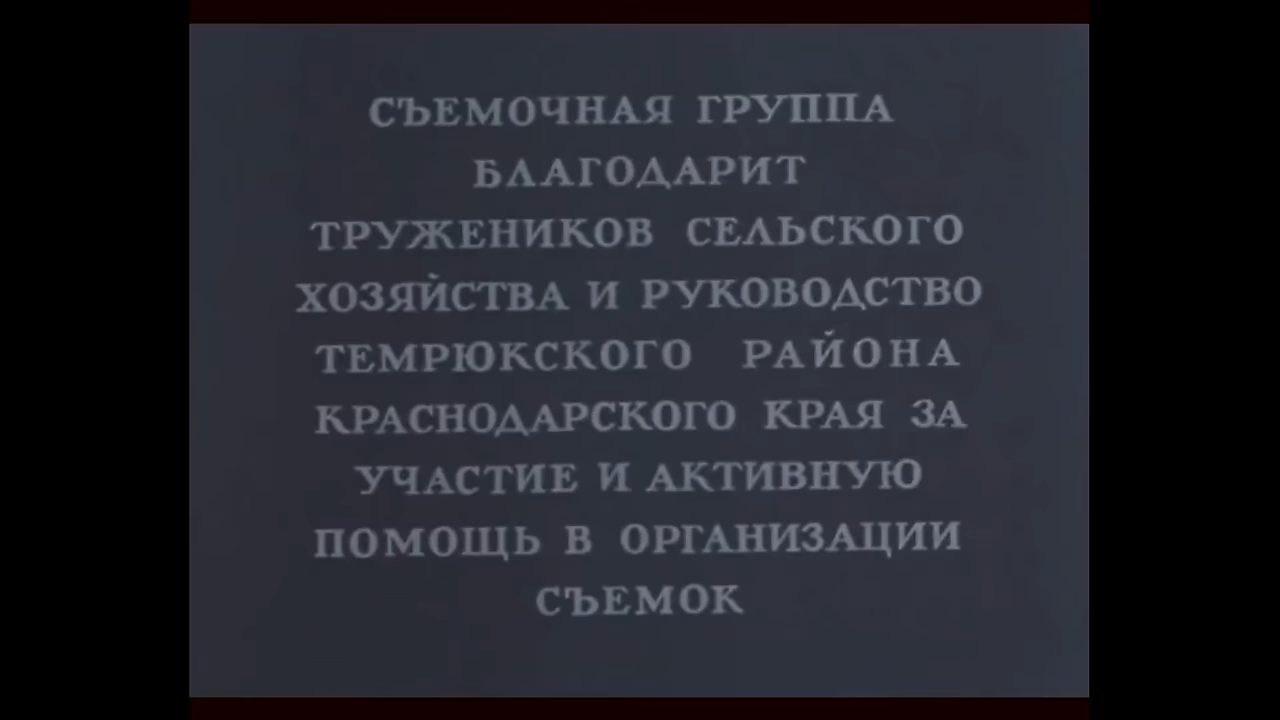 СЪЕМОЧНАЯ ГРУППА
БЛАГОДАРИТ
ТРУЖЕНИКОВ СЕЛЬСКОГО
ХОЗЯЙСТВА И РУКОВОДСТВО
ТЕМРЮКСКОГО РАЙОНА
КРАСНОДАРСКОГО КРАЯ ЗА
УЧАСТИЕ И АКТИВНУЮ
ПОМОЩЬ В ОРГАНИЗАЦИИ
СЪЕМОК